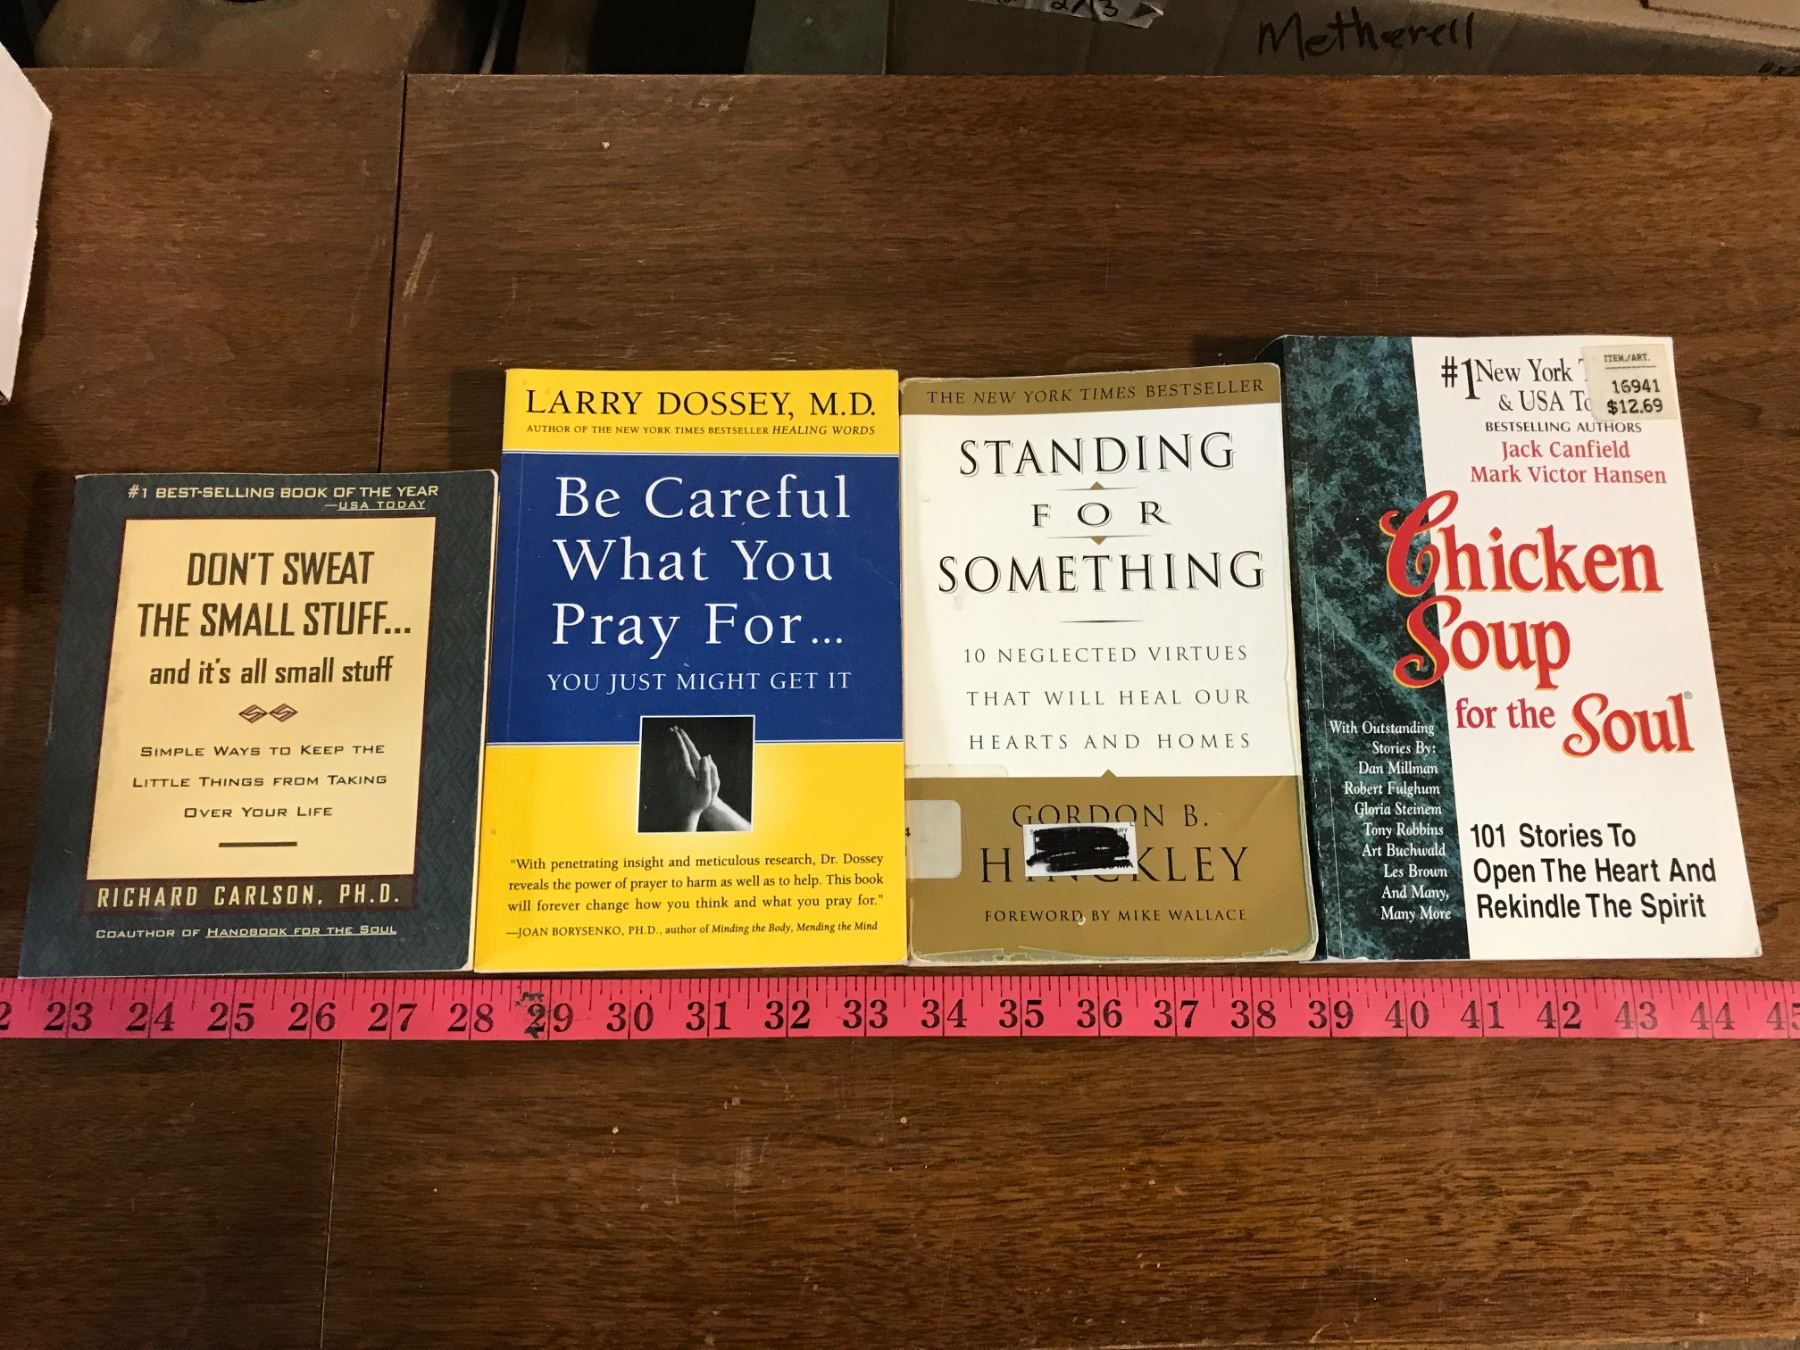 2/13
Metherell
#1 BEST-SELLING BOOK OF THE YEAR
—USA TODAY
DON'T SWEAT
THE SMALL STUFF...
and it's all small stuff
SIMPLE WAYS TO KEEP THE
LITTLE THINGS FROM TAKING
OVER YOUR LIFE
RICHARD CARLSON, PH.D.
COAUTHOR OF HANDBOOK FOR THE SOUL
LARRY DOSSEY, M.D.
AUTHOR OF THE NEW YORK TIMES BESTSELLER HEALING WORDS
Be Careful
What You
Pray For...
YOU JUST MIGHT GET IT
"With penetrating insight and meticulous research, Dr. Dossey
reveals the power of prayer to harm as well as to help. This book
will forever change how you think and what you pray for."
—JOAN BORYSENKO, PH.D., author of Minding the Body, Mending the Mind
THE NEW YORK TIMES BESTSELLER
STANDING
FOR
SOMETHING
10 NEGLECTED VIRTUES
THAT WILL HEAL OUR
HEARTS AND HOMES
GORDON B.
HINCKLEY
FOREWORD BY MIKE WALLACE
4
#1 New York
& USA
ITEM/ART.
16941
$12.69
BESTSELLING AUTHORS
Jack Canfield
Mark Victor Hansen
Chicken
Soup
for the Soul®
With Outstanding
Stories By:
Dan Millman
Robert Fulghum
Gloria Steinem
Tony Robbins
Art Buchwald
Les Brown
And Many,
Many More
101 Stories To
Open The Heart And
Rekindle The Spirit
2 23 24 25 26 27 28 29 30 31 32 33 34 35 36 37 38 39 40 41 42 43 44 45